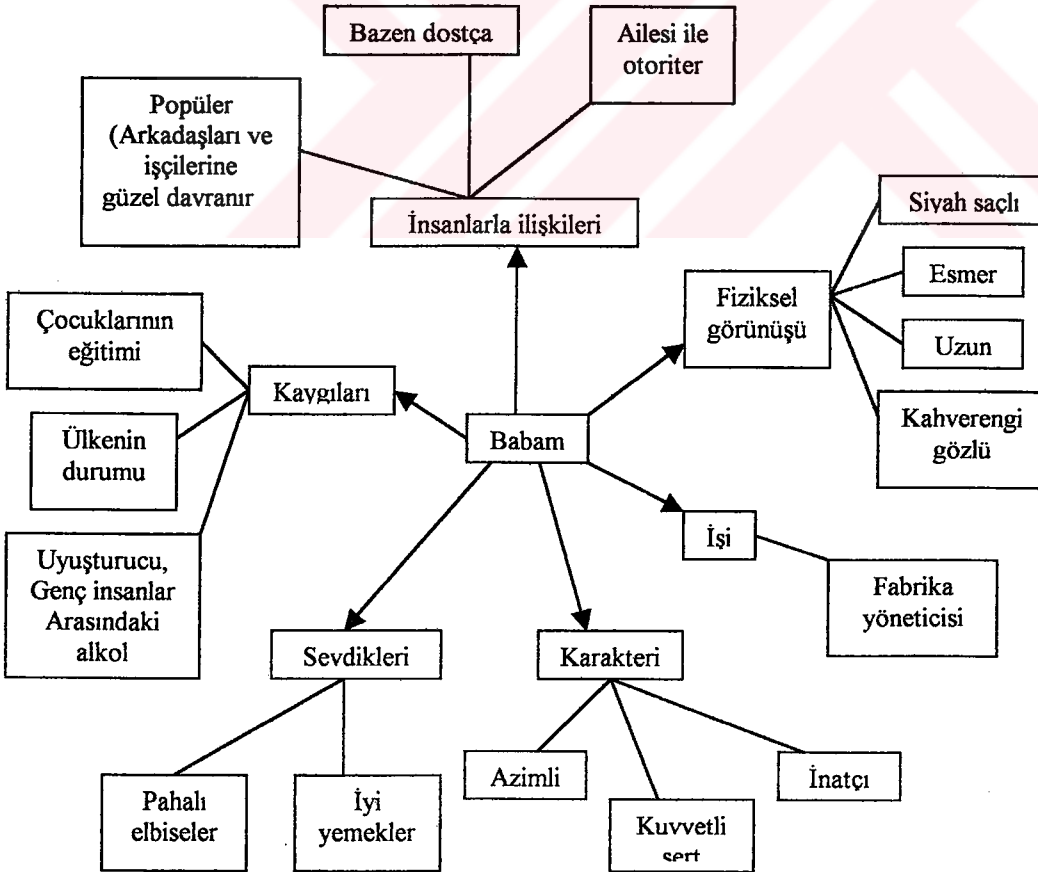 Bazen dostça
Ailesi ile
otoriter
Popüler
(Arkadaşları ve
işçilerine
güzel davranır
İnsanlarla ilişkileri
Siyah saçlı
Esmer
Uzun
Kahverengi
gözlü
Fiziksel
görünüşü
Çocuklarının
eğitimi
Kaygıları
Ülkenin
durumu
Uyuşturucu,
Genç insanlar
Arasındaki
alkol
Babam
İşi
Fabrika
yöneticisi
Sevdikleri
Karakteri
Pahalı
elbiseler
İyi
yemekler
Azimli
Kuvvetli
sert
İnatçı